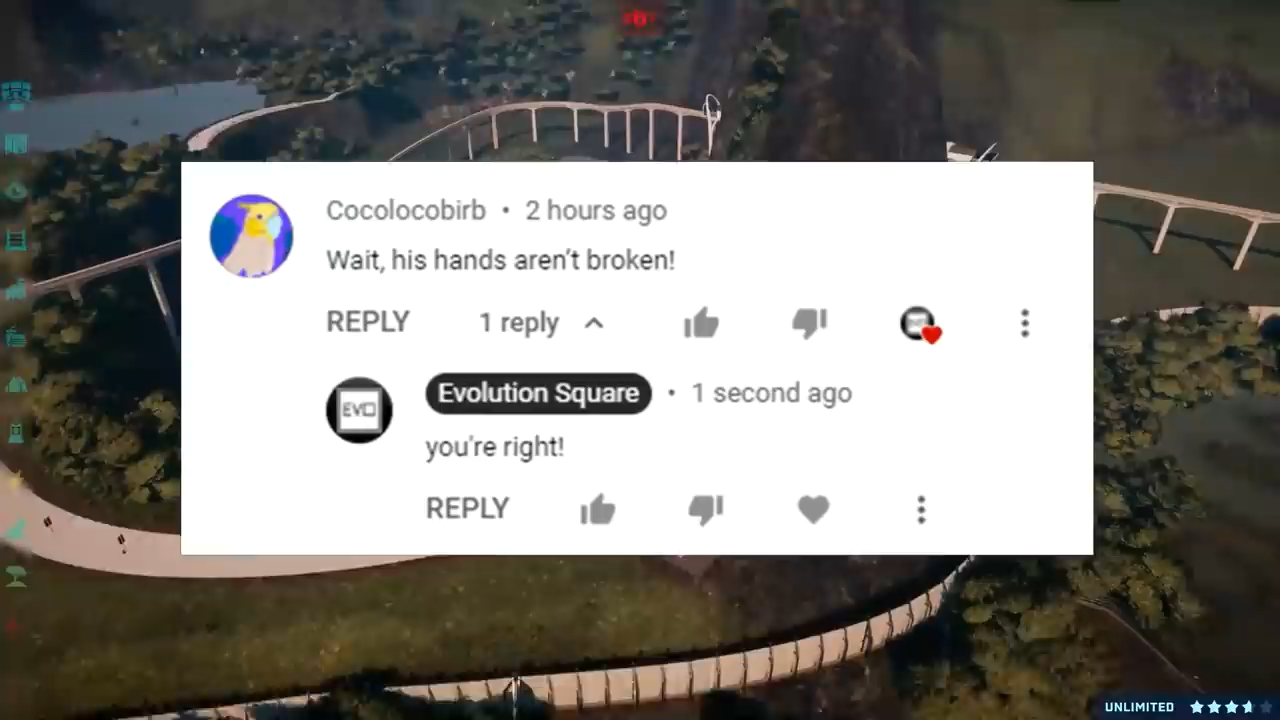 Cocolocobirb • 2 hours ago
Wait, his hands aren't broken!
REPLY 1 reply
Evolution Square • 1 second ago
EVO
you're right!
REPLY
UNLIMITED